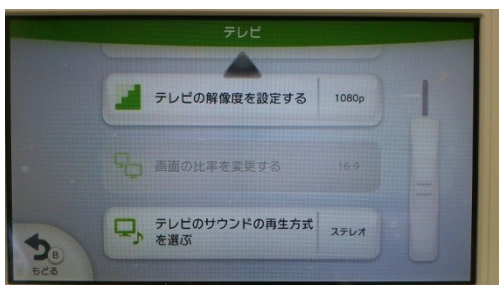 テレビ
テレビの解像度を設定する
1080p
画面の比率を変更する
16:9
テレビのサウンドの再生方式
を選ぶ
ステレオ
B
もどる